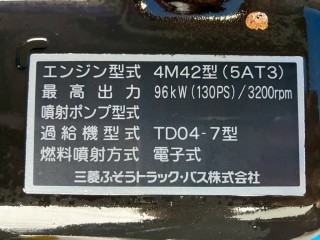 エンジン型式 4M42型(5AT3)
最高出力 96kW(130PS)/3200rpm
噴射ポンプ型式
過給機型式 TD04-7型
燃料噴射方式 電子式
三菱ふそうトラック・バス株式会社